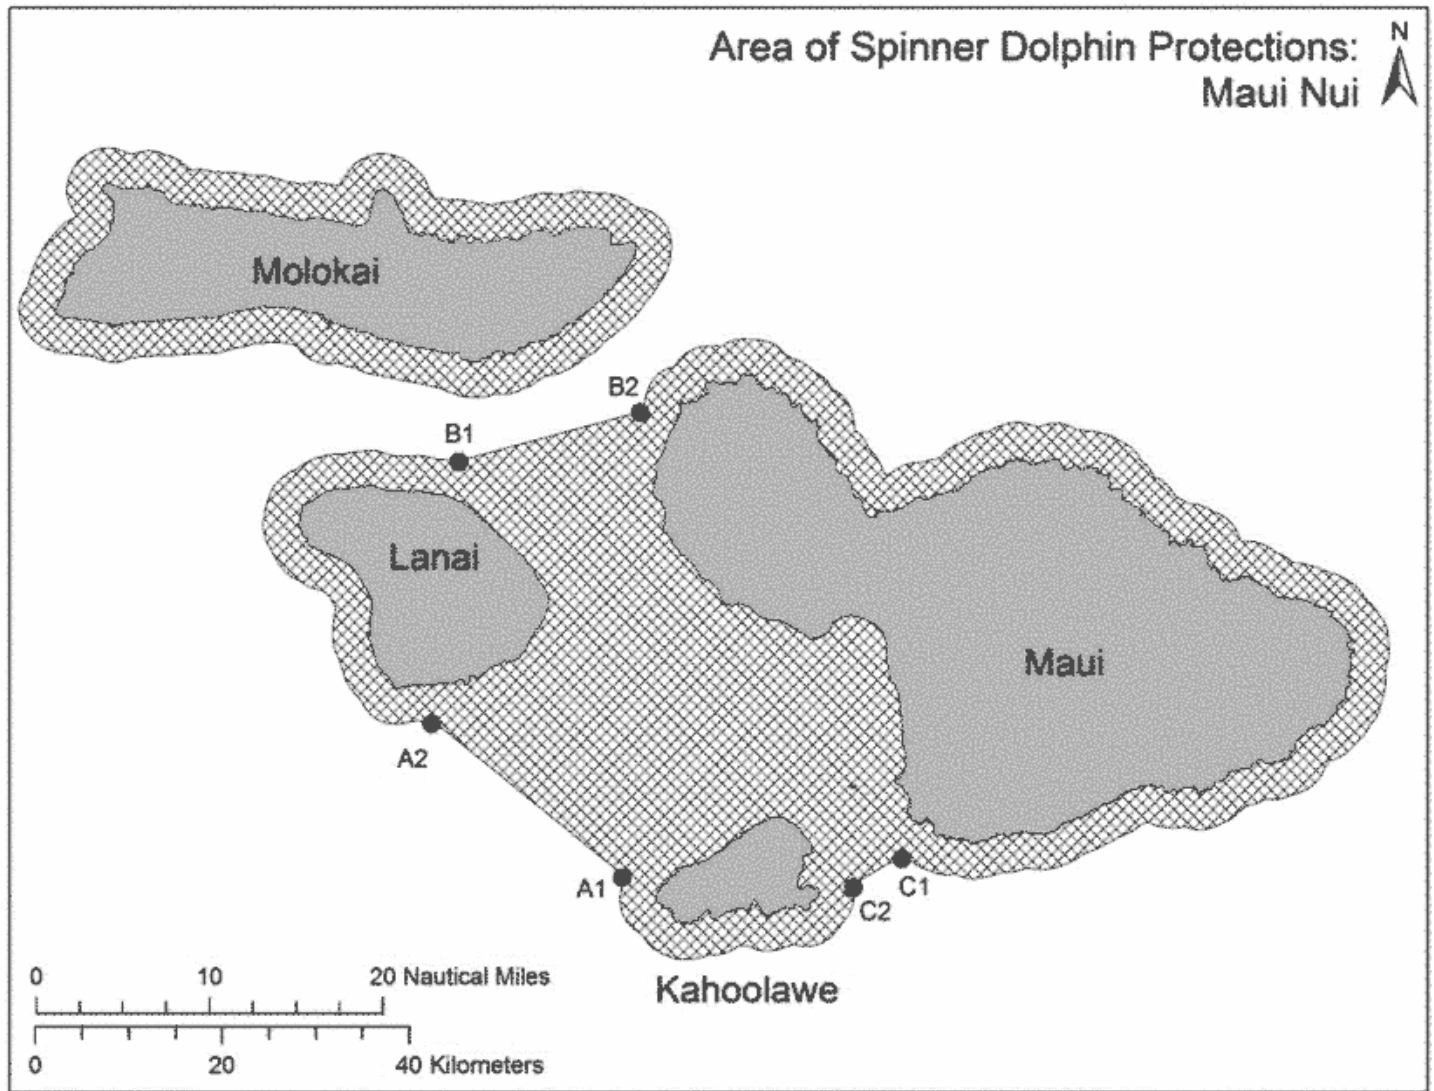 Area of Spinner Dolphin Protections:
Maui Nui
N
Molokai
B2
B1
Lanai
Maui
A2
A1
C1
C2
Kahoolawe
0 10 20 Nautical Miles
0 20 40 Kilometers